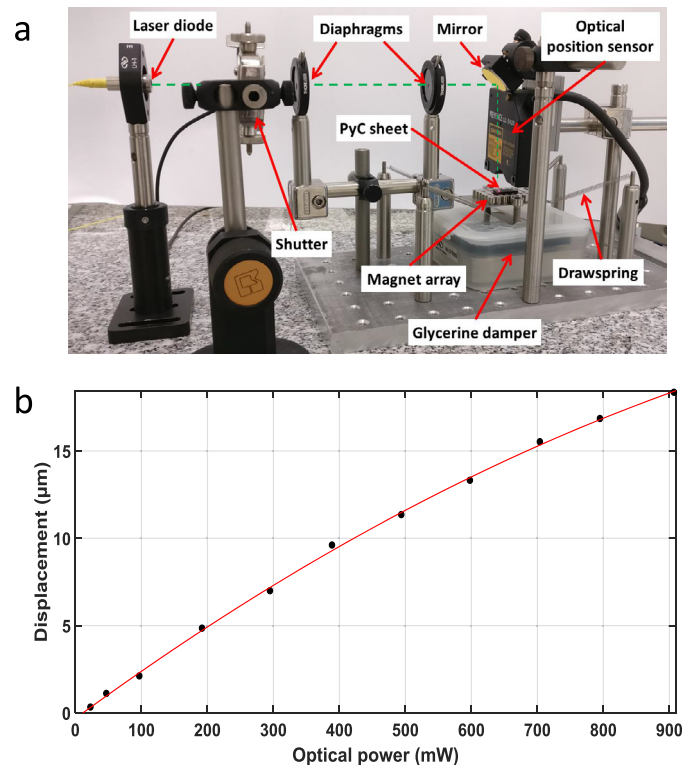 a
Laser diode
Diaphragms
Mirror
Optical
position sensor
PyC sheet
Shutter
Magnet array
Drawspring
Glycerine damper
b
Displacement (μm)
15
10
5
0
0 100 200 300 400 500 600 700 800 900
Optical power (mW)